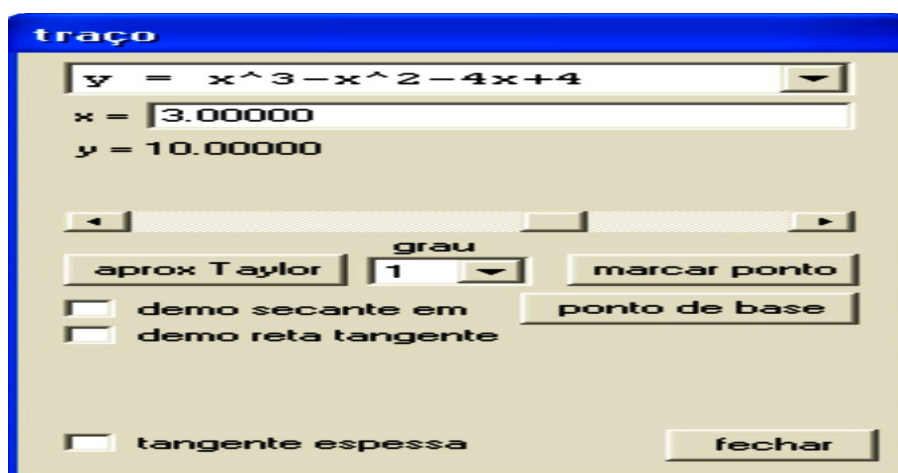 traço
y = x^3-x^2-4x+4
x = 3.00000
y = 10.00000
grau
aprox Taylor 1 marcar ponto
demo secante em ponto de base
demo reta tangente
tangente espessa fechar